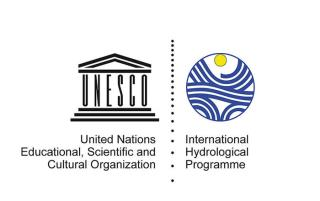 UNESCO
United Nations
Educational, Scientific and
Cultural Organization
International
Hydrological
Programme